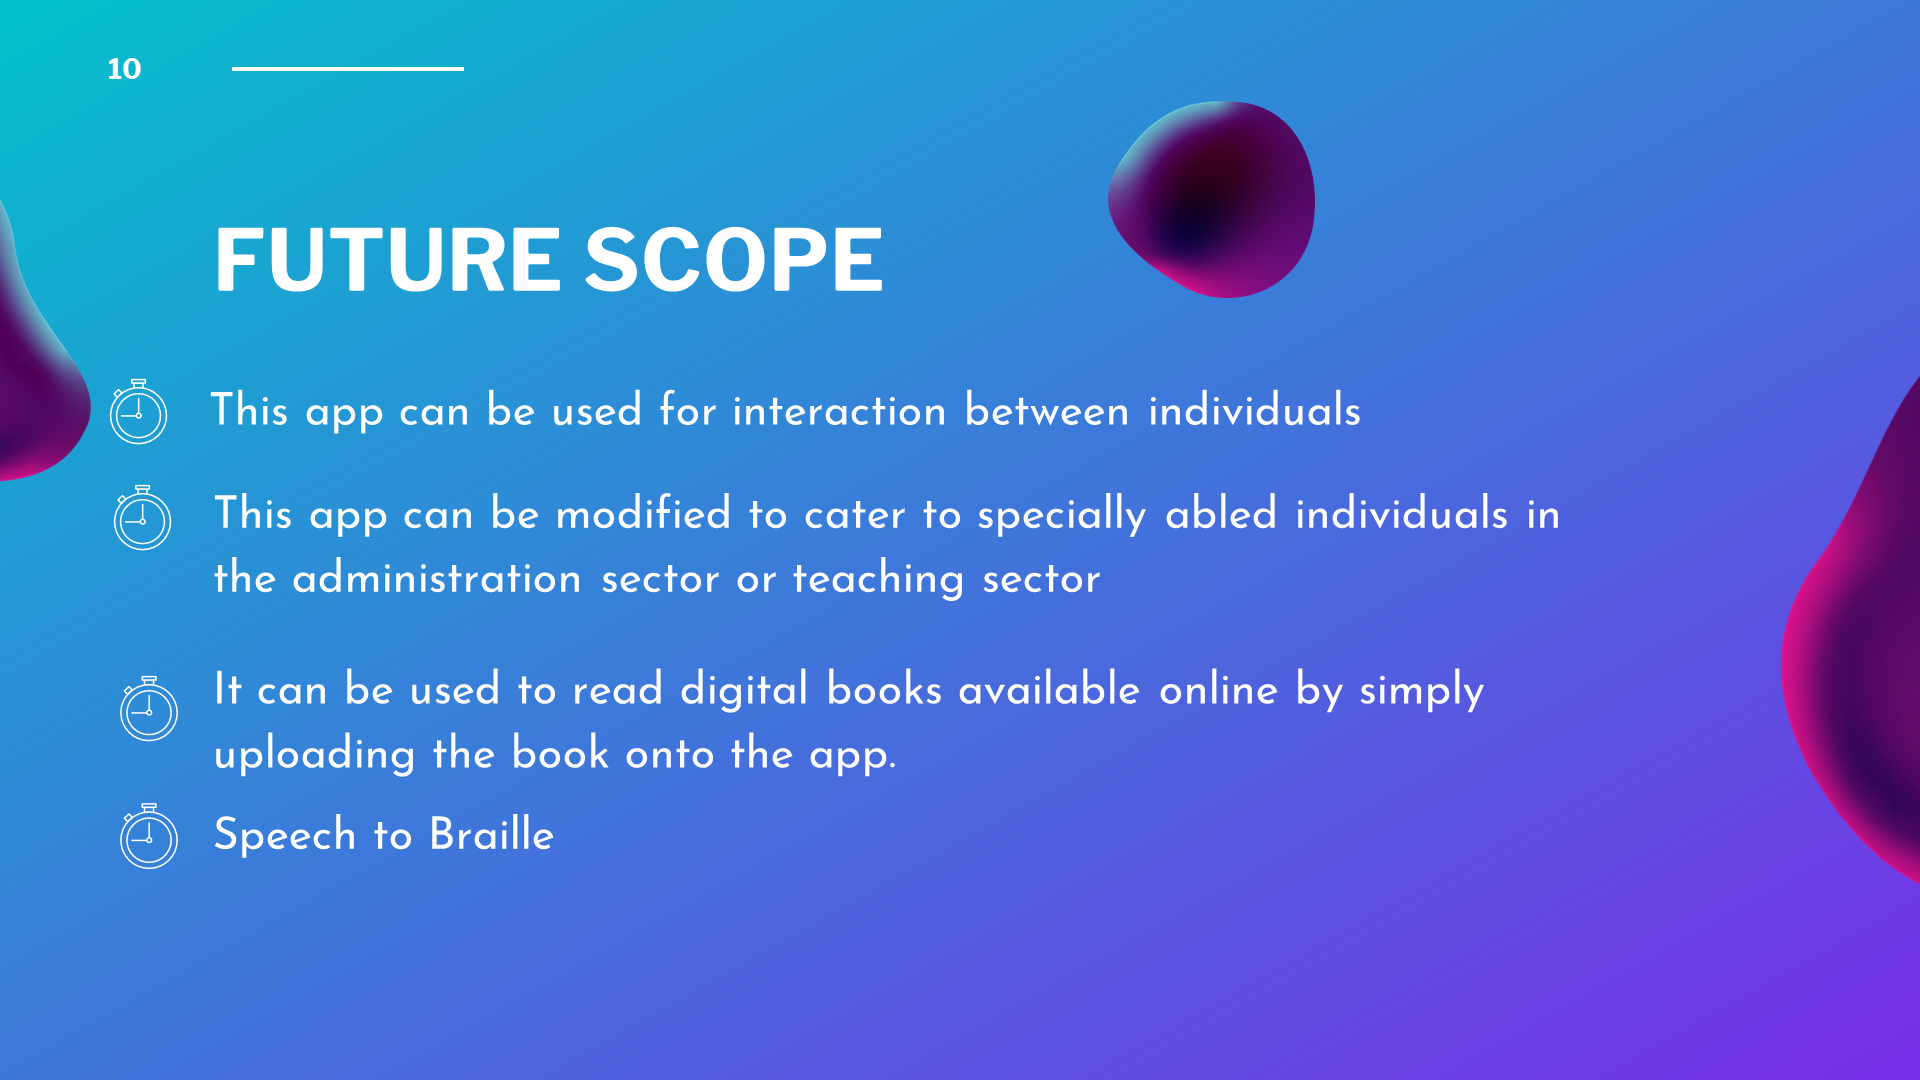 10
FUTURE SCOPE
This app can be used for interaction between individuals
This app can be modified to cater to specially abled individuals in
the administration sector or teaching sector
It can be used to read digital books available online by simply
uploading the book onto the app.
Speech to Braille